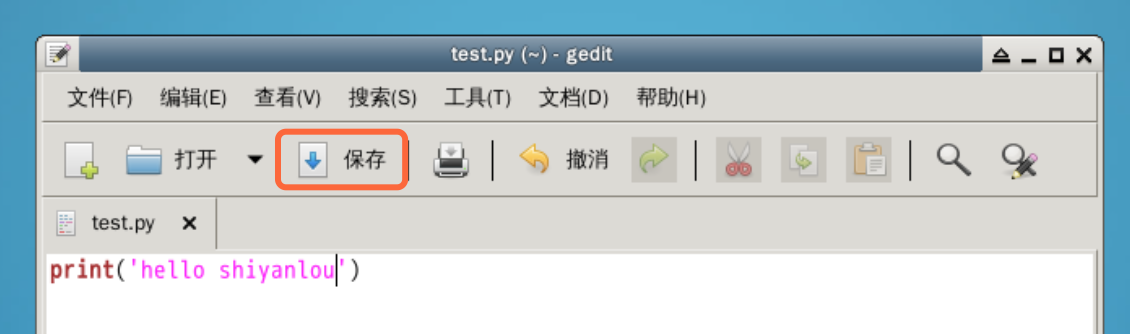 test.py (~) - gedit
文件(F) 编辑(E) 查看(V) 搜索(S) 工具(T) 文档(D) 帮助(H)
打开 保存 撤消
test.py
print('hello shiyanlou')